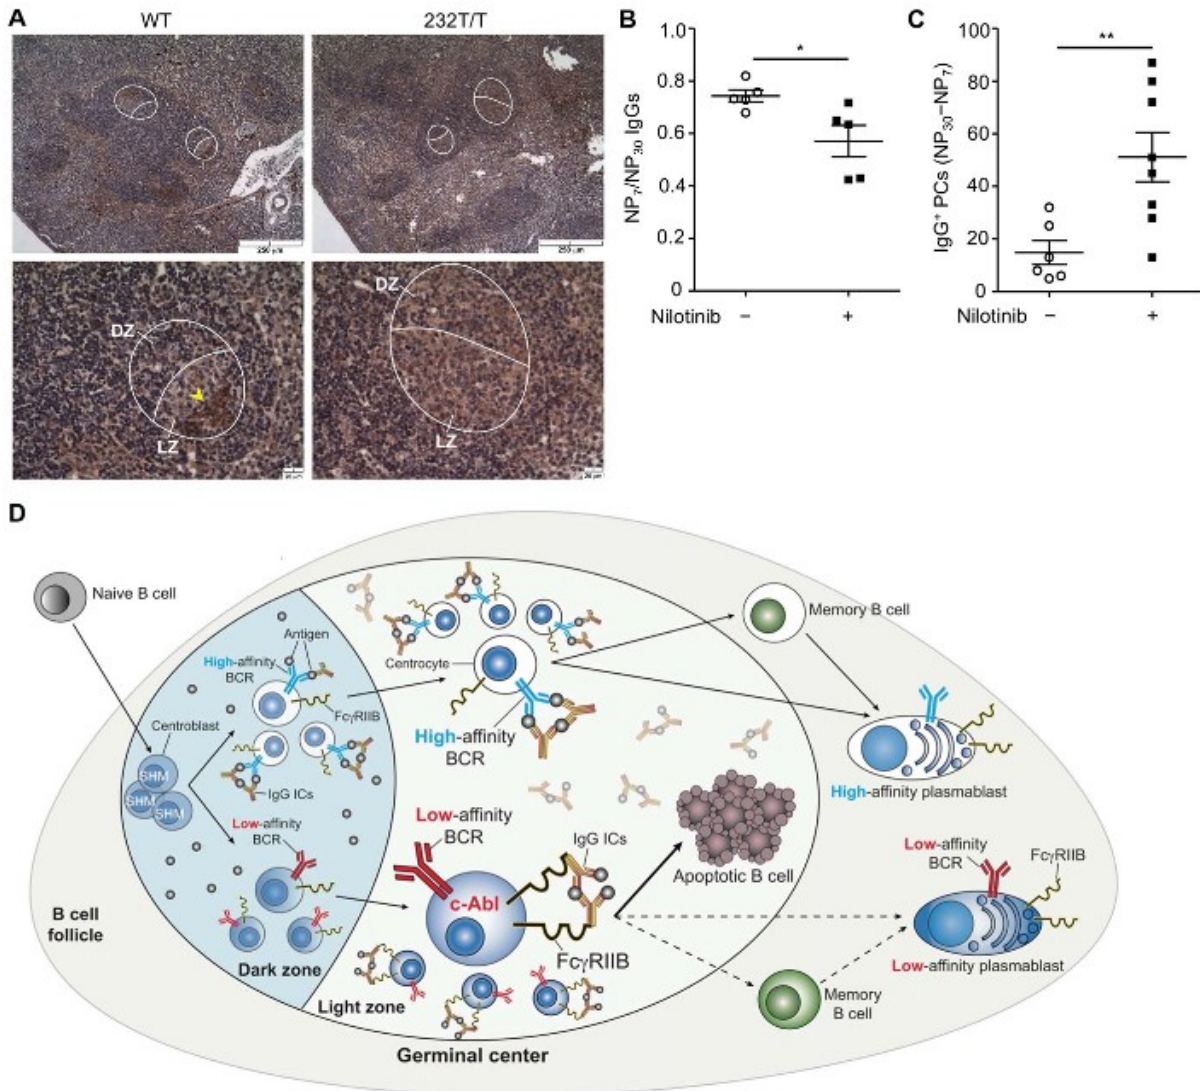 A
WT
232T/T
250 µm
250 µm
DZ
LZ
DZ
LZ
B
NP₇/NP₃₀ IgGs
1.0
0.8
0.6
0.4
0.2
0
*
Nilotinib − +
C
IgG⁺ PCs (NP₃₀−NP₇)
100
80
60
40
20
0
**
Nilotinib − +
D
Naive B cell
Antigen
High-affinity
BCR
FcγRIIB
Centroblast
SHM
SHM
SHM
IgG ICs
Low-affinity
BCR
Dark zone
B cell
follicle
Centrocyte
High-affinity
BCR
Low-affinity
BCR
c-Abl
IgG ICs
FcγRIIB
Apoptotic B cell
Light zone
Germinal center
Memory B cell
High-affinity plasmablast
Low-affinity
BCR
FcγRIIB
Low-affinity plasmablast
Memory
B cell